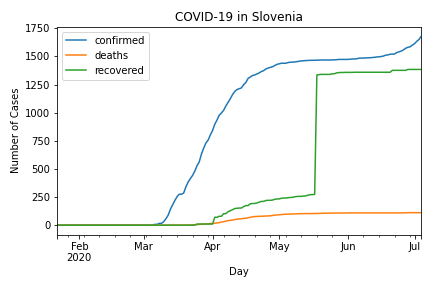 COVID-19 in Slovenia
1750
1500
1250
1000
750
500
250
0
Number of Cases
confirmed
deaths
recovered
Feb
2020
Mar
Apr
May
Jun
Jul
Day